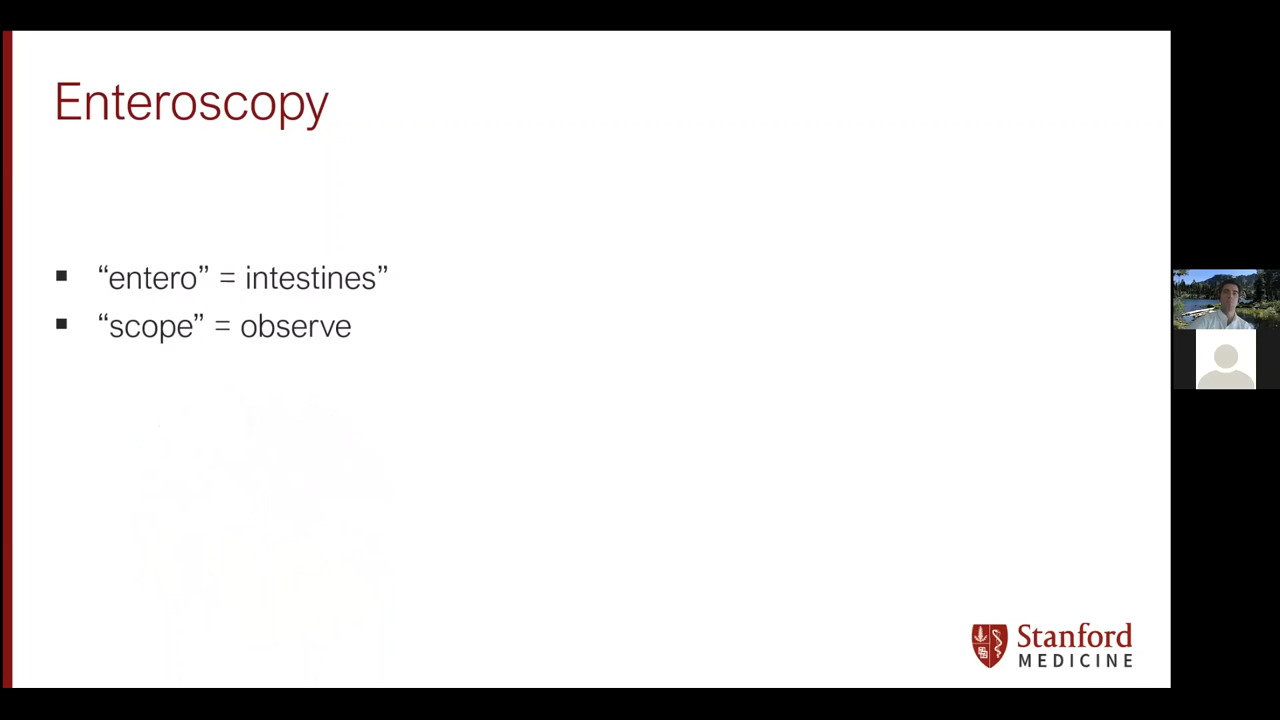 Enteroscopy
▪ “entero” = intestines”
▪ “scope” = observe
Stanford
MEDICINE